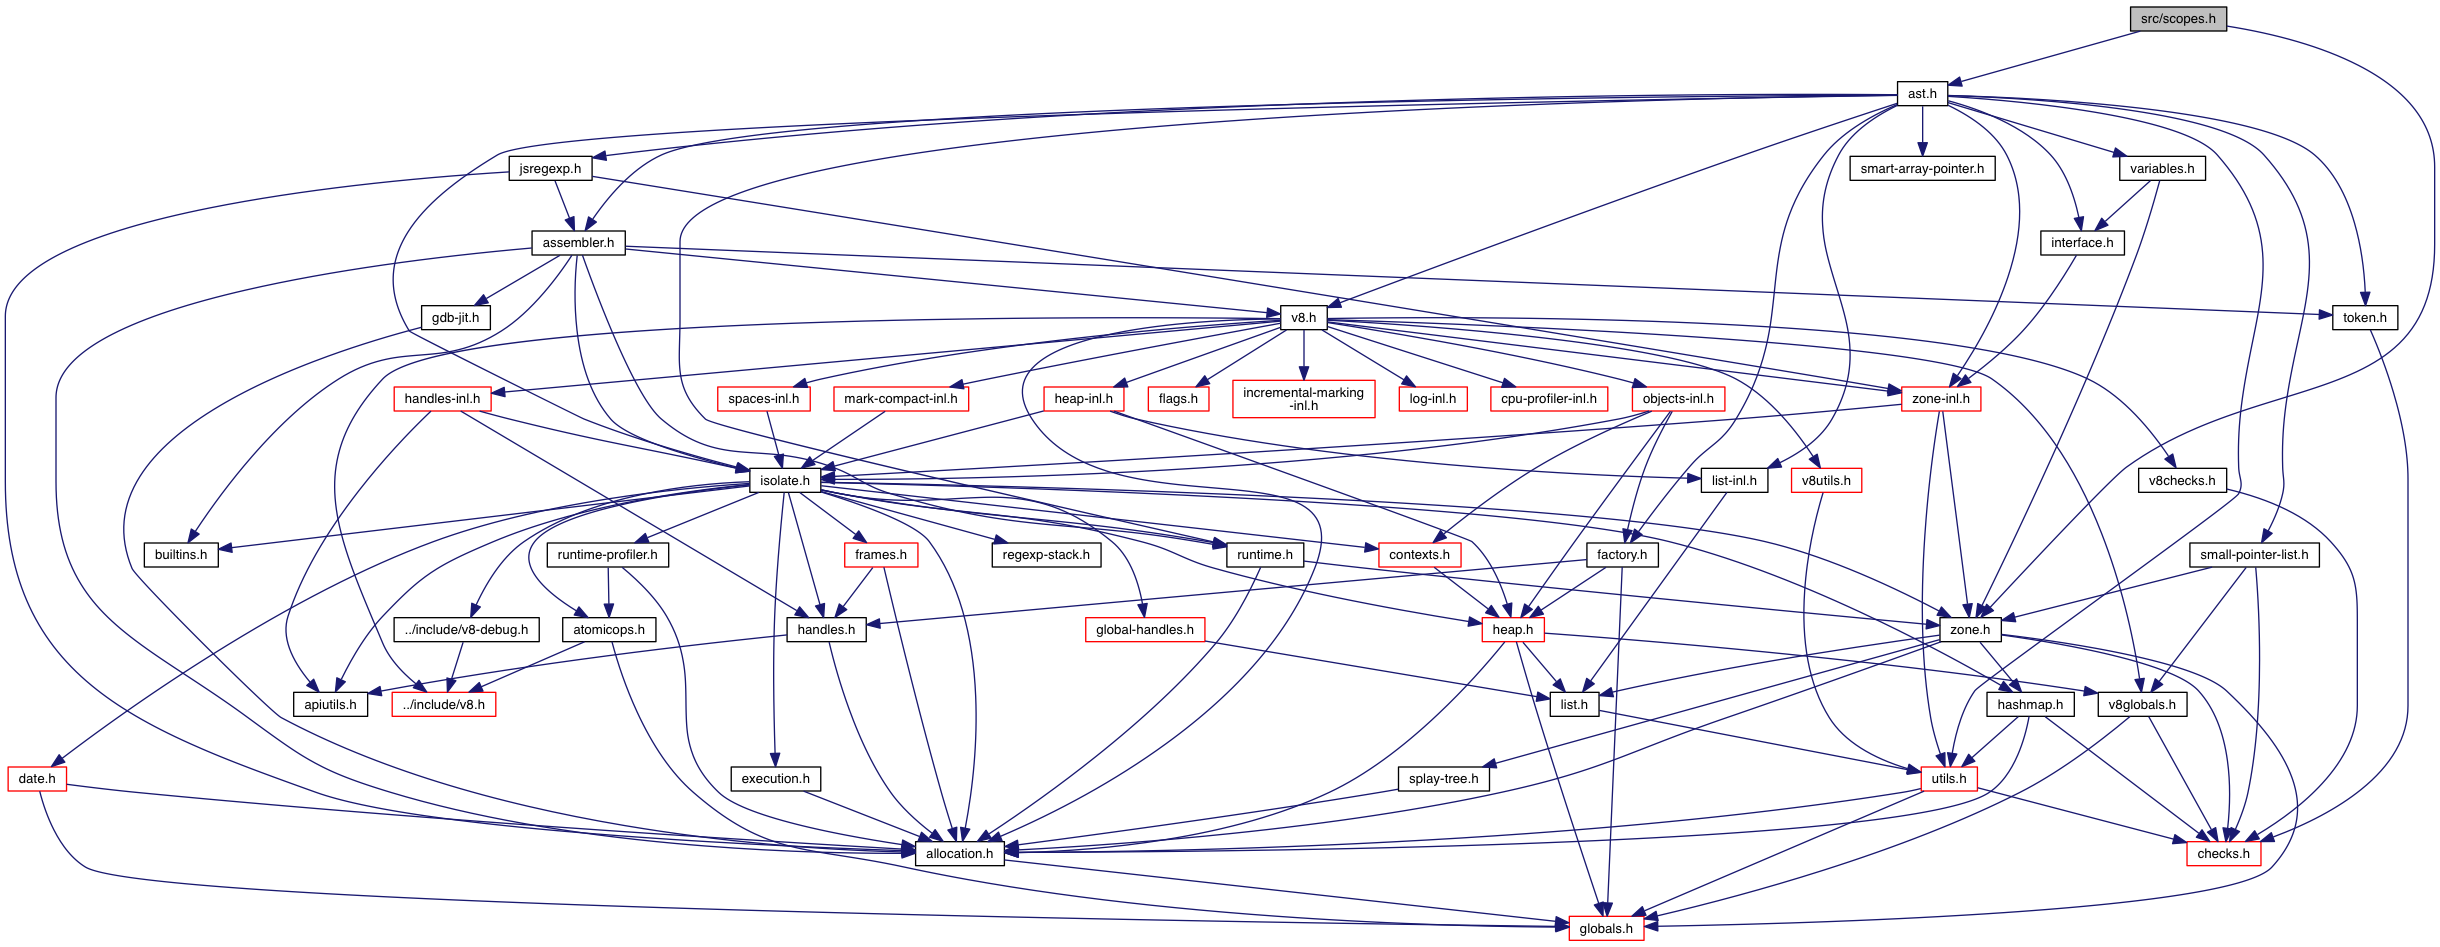 src/scopes.h
ast.h
jsregexp.h
smart-array-pointer.h
variables.h
assembler.h
interface.h
gdb-jit.h
v8.h
token.h
handles-inl.h
spaces-inl.h
mark-compact-inl.h
heap-inl.h
flags.h
incremental-marking
-inl.h
log-inl.h
cpu-profiler-inl.h
objects-inl.h
zone-inl.h
isolate.h
list-inl.h
v8utils.h
v8checks.h
builtins.h
runtime-profiler.h
frames.h
regexp-stack.h
runtime.h
contexts.h
factory.h
small-pointer-list.h
../include/v8-debug.h
atomicops.h
handles.h
global-handles.h
heap.h
zone.h
apiutils.h
../include/v8.h
list.h
hashmap.h
v8globals.h
date.h
execution.h
splay-tree.h
utils.h
allocation.h
checks.h
globals.h